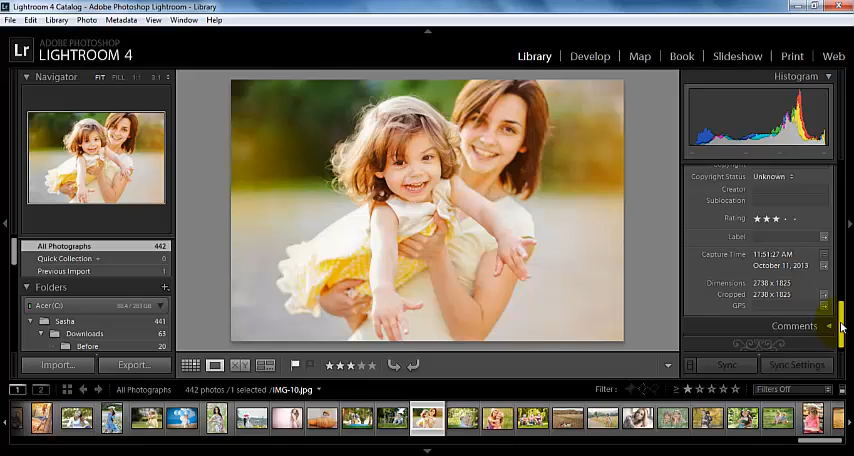 Lightroom 4 Catalog - Adobe Photoshop Lightroom - Library
File Edit Library Photo Metadata View Window Help
Lr ADOBE PHOTOSHOP
LIGHTROOM 4
Library | Develop | Map | Book | Slideshow | Print | Web
Navigator FIT FILL 1:1 3:1
Histogram
Copyright
Copyright Status Unknown
Creator
Sublocation
Rating ★★★
Label
Capture Time 11:51:27 AM
October 11, 2013
Dimensions 2738 x 1825
Cropped 2738 x 1825
GPS
Comments
All Photographs 442
Quick Collection + 0
Previous Import 1
Folders
Acer (C:)
Sasha 441
Downloads 63
Before 20
Import... Export...
XY
Sync Sync Settings
1 2 All Photographs 442 photos /1 selected /IMG-10.jpg
Filter: ≥ ★★★★★ Filters Off